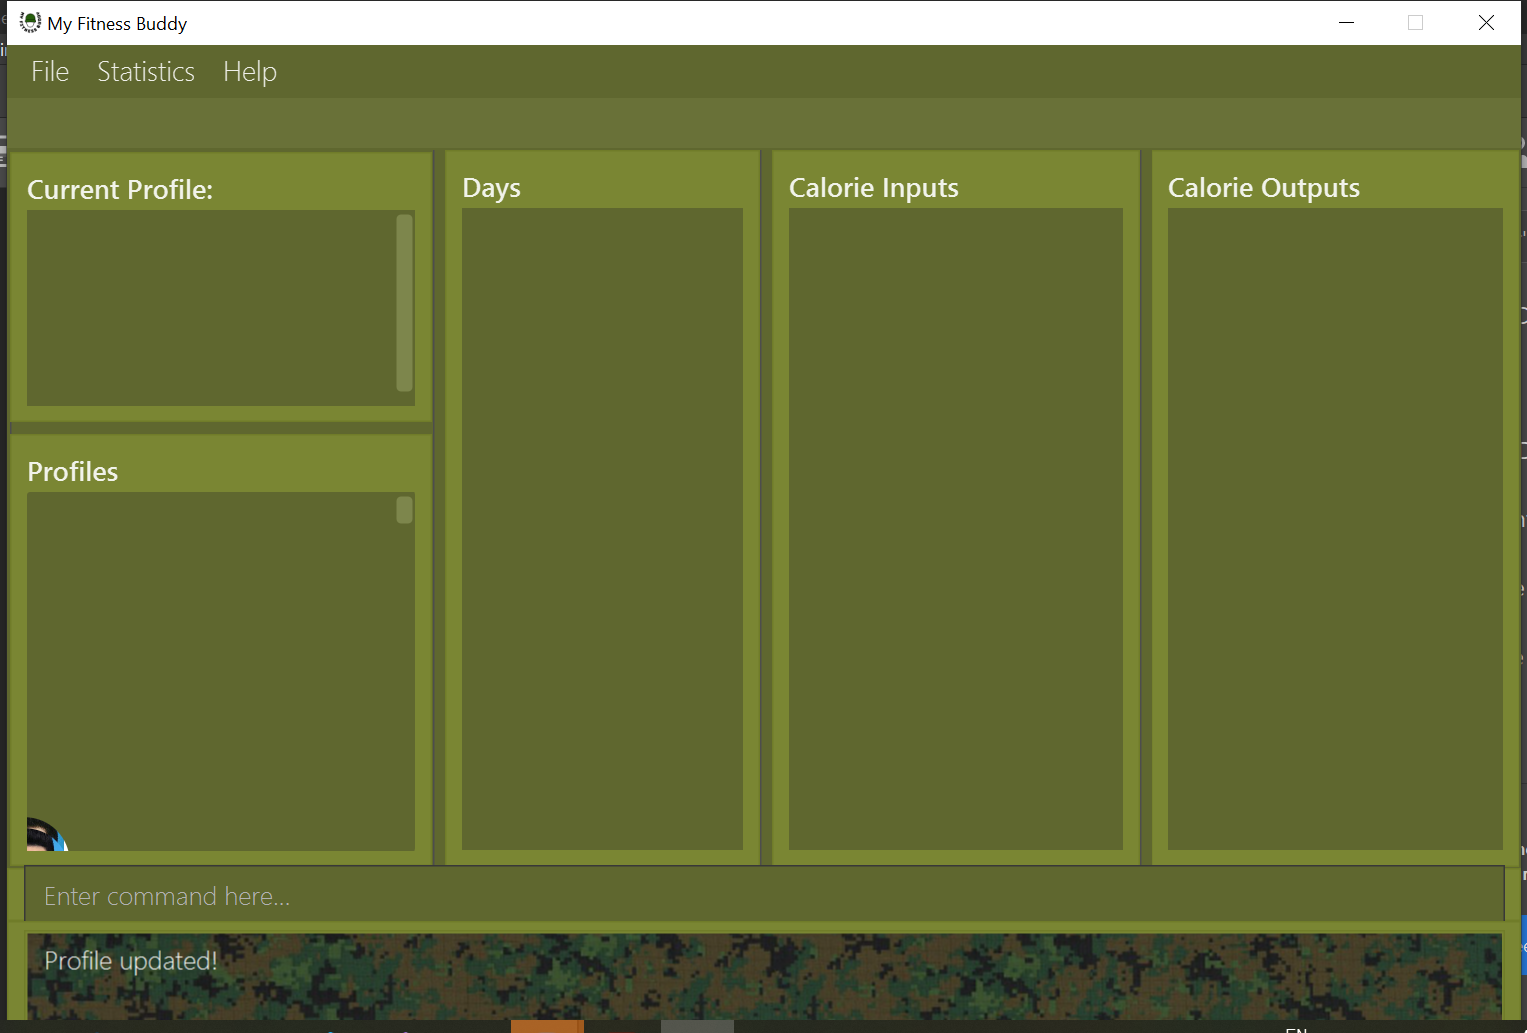 My Fitness Buddy
File Statistics Help
Current Profile:
Days
Calorie Inputs
Calorie Outputs
Profiles
Enter command here...
Profile updated!